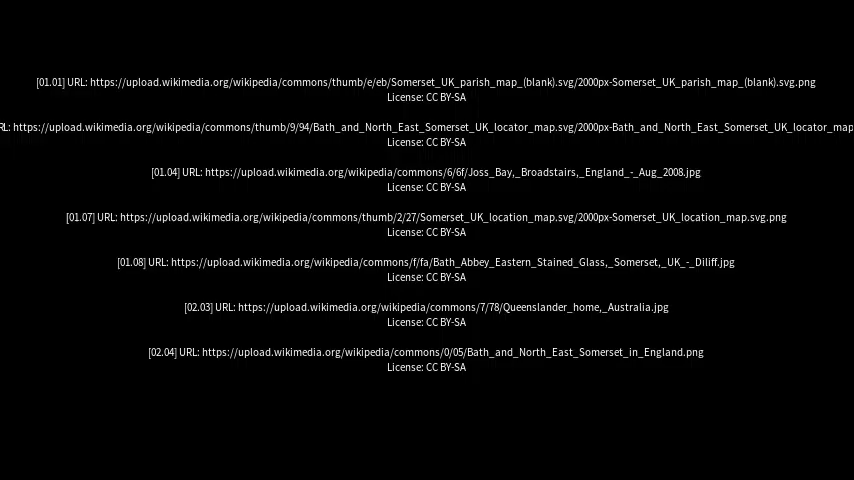 [01.01] URL: https://upload.wikimedia.org/wikipedia/commons/thumb/e/eb/Somerset_UK_parish_map_(blank).svg/2000px-Somerset_UK_parish_map_(blank).svg.png
License: CC BY-SA
RL: https://upload.wikimedia.org/wikipedia/commons/thumb/9/94/Bath_and_North_East_Somerset_UK_locator_map.svg/2000px-Bath_and_North_East_Somerset_UK_locator_map
License: CC BY-SA
[01.04] URL: https://upload.wikimedia.org/wikipedia/commons/6/6f/Joss_Bay,_Broadstairs,_England_-_Aug_2008.jpg
License: CC BY-SA
[01.07] URL: https://upload.wikimedia.org/wikipedia/commons/thumb/2/27/Somerset_UK_location_map.svg/2000px-Somerset_UK_location_map.svg.png
License: CC BY-SA
[01.08] URL: https://upload.wikimedia.org/wikipedia/commons/f/fa/Bath_Abbey_Eastern_Stained_Glass,_Somerset,_UK_-_Diliff.jpg
License: CC BY-SA
[02.03] URL: https://upload.wikimedia.org/wikipedia/commons/7/78/Queenslander_home,_Australia.jpg
License: CC BY-SA
[02.04] URL: https://upload.wikimedia.org/wikipedia/commons/0/05/Bath_and_North_East_Somerset_in_England.png
License: CC BY-SA